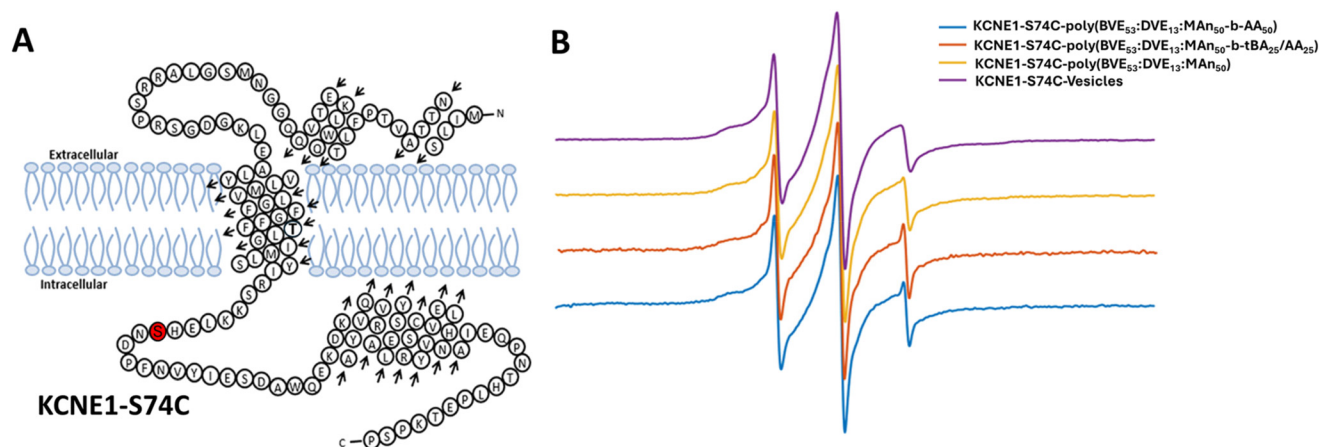 A
B
KCNE1-S74C-poly(BVE₅₃:DVE₁₃:MAn₅₀-b-AA₅₀)
KCNE1-S74C-poly(BVE₅₃:DVE₁₃:MAn₅₀-b-tBA₂₅/AA₂₅)
KCNE1-S74C-poly(BVE₅₃:DVE₁₃:MAn₅₀)
KCNE1-S74C-Vesicles
N
Extracellular
P R S G D G K L E
S R R A L G S M N G G Q
Intracellular
D N S H E L K K S R I Y
P F N V Y I E S D A W Q E K
I E Q P N T H L P E T K P S P
C
KCNE1-S74C